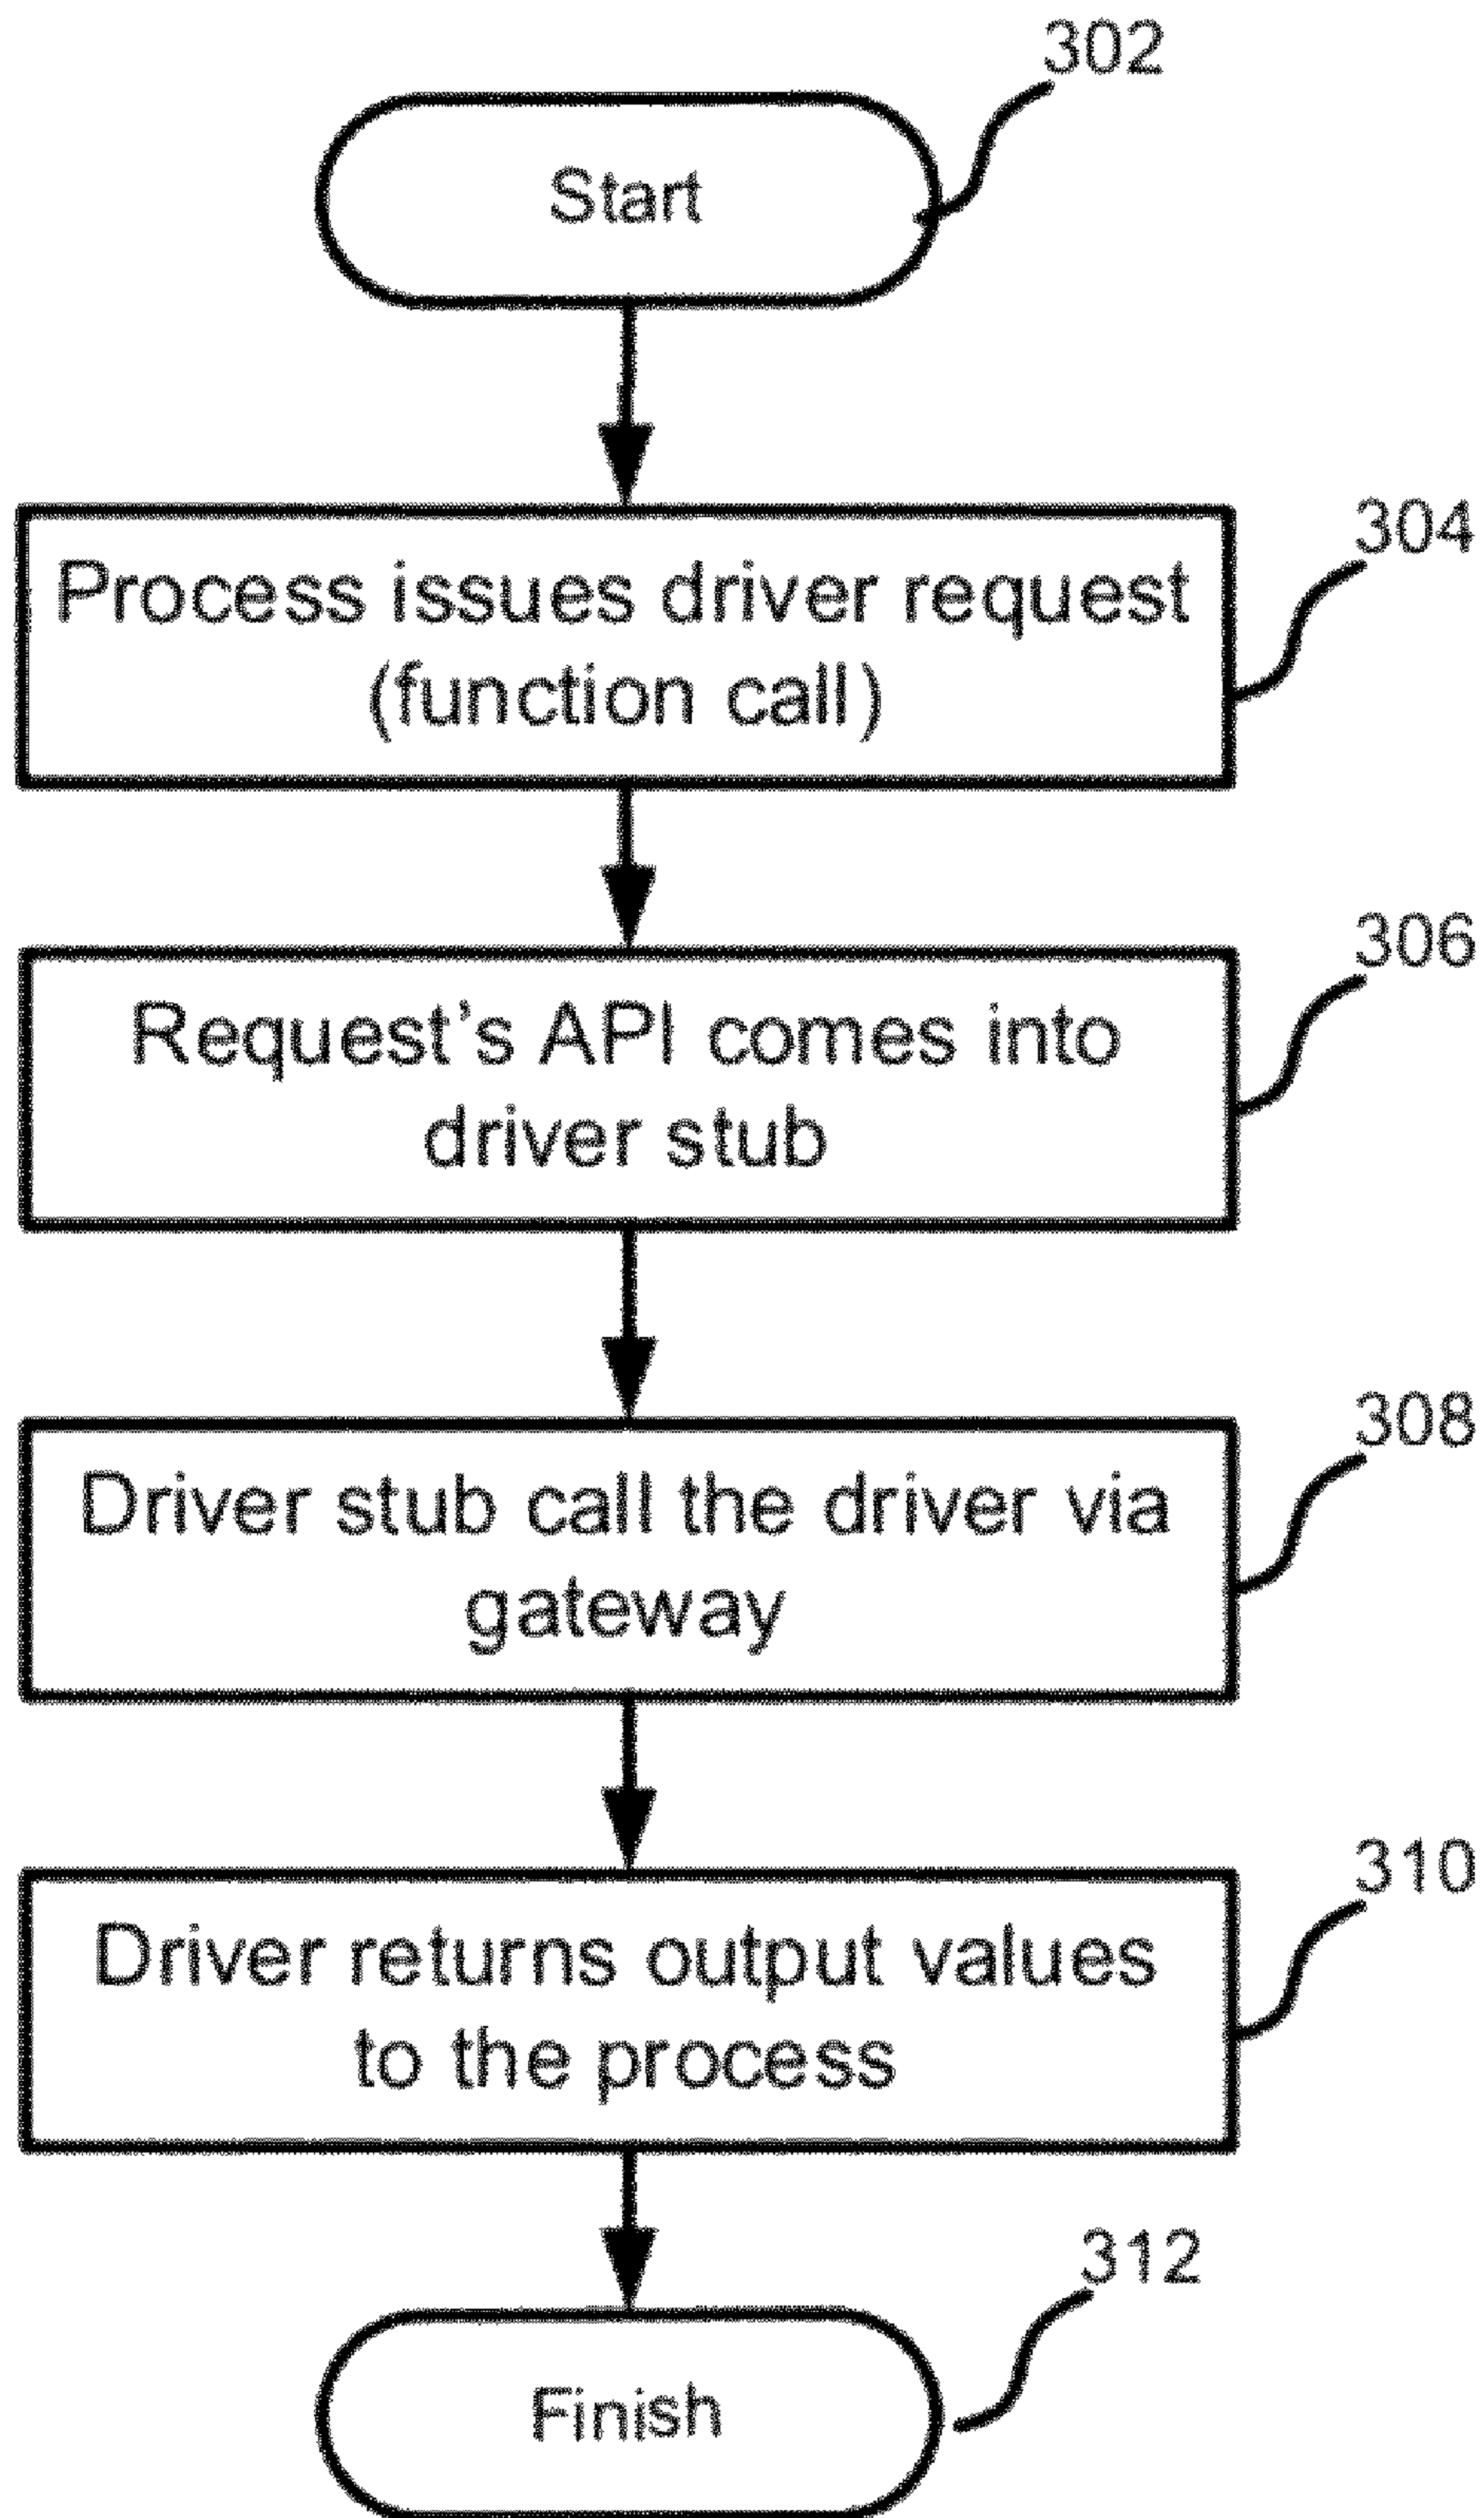 302
Start
304
Process issues driver request
(function call)
306
Request’s API comes into
driver stub
308
Driver stub call the driver via
gateway
310
Driver returns output values
to the process
312
Finish